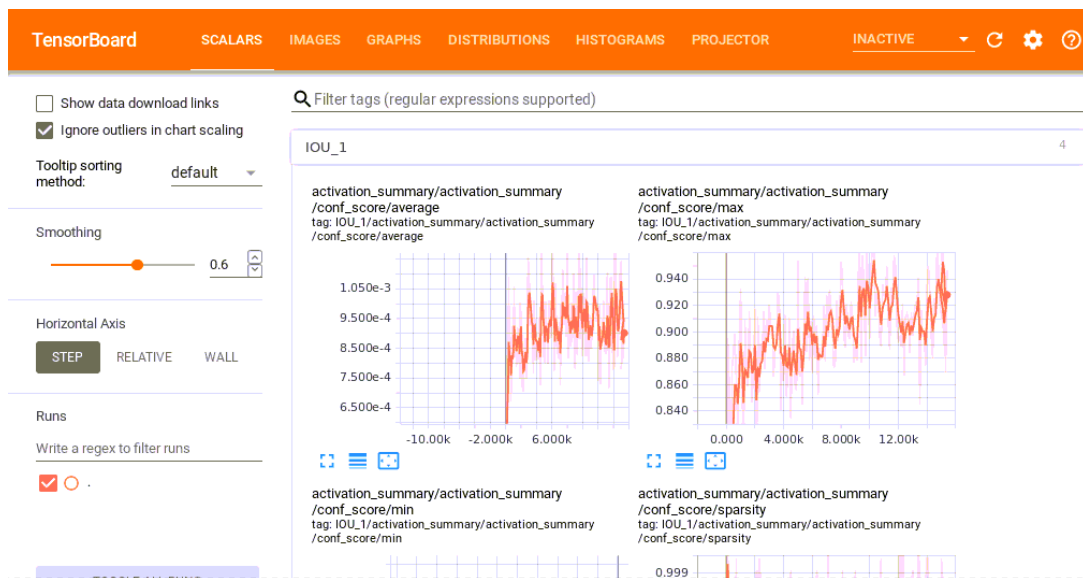 TensorBoard SCALARS IMAGES GRAPHS DISTRIBUTIONS HISTOGRAMS PROJECTOR INACTIVE
Show data download links
Ignore outliers in chart scaling
Tooltip sorting
method:
default
Smoothing
0.6
Horizontal Axis
STEP RELATIVE WALL
Runs
Write a regex to filter runs
.
Filter tags (regular expressions supported)
IOU_1 4
activation_summary/activation_summary
/conf_score/average
tag: IOU_1/activation_summary/activation_summary
/conf_score/average
1.050e-3
9.500e-4
8.500e-4
7.500e-4
6.500e-4
-10.00k -2.000k 6.000k
activation_summary/activation_summary
/conf_score/max
tag: IOU_1/activation_summary/activation_summary
/conf_score/max
0.940
0.920
0.900
0.880
0.860
0.840
0.000 4.000k 8.000k 12.00k
activation_summary/activation_summary
/conf_score/min
tag: IOU_1/activation_summary/activation_summary
/conf_score/min
activation_summary/activation_summary
/conf_score/sparsity
tag: IOU_1/activation_summary/activation_summary
/conf_score/sparsity
0.999